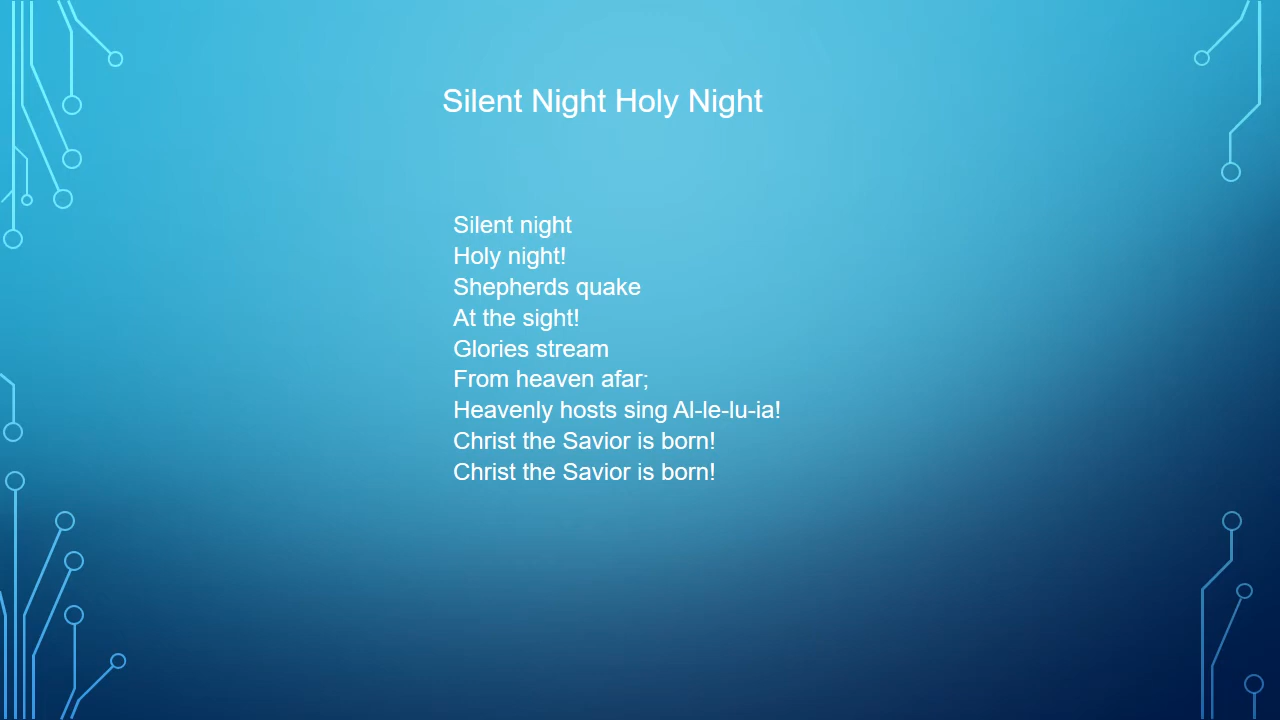 Silent Night Holy Night
Silent night
Holy night!
Shepherds quake
At the sight!
Glories stream
From heaven afar;
Heavenly hosts sing Al-le-lu-ia!
Christ the Savior is born!
Christ the Savior is born!